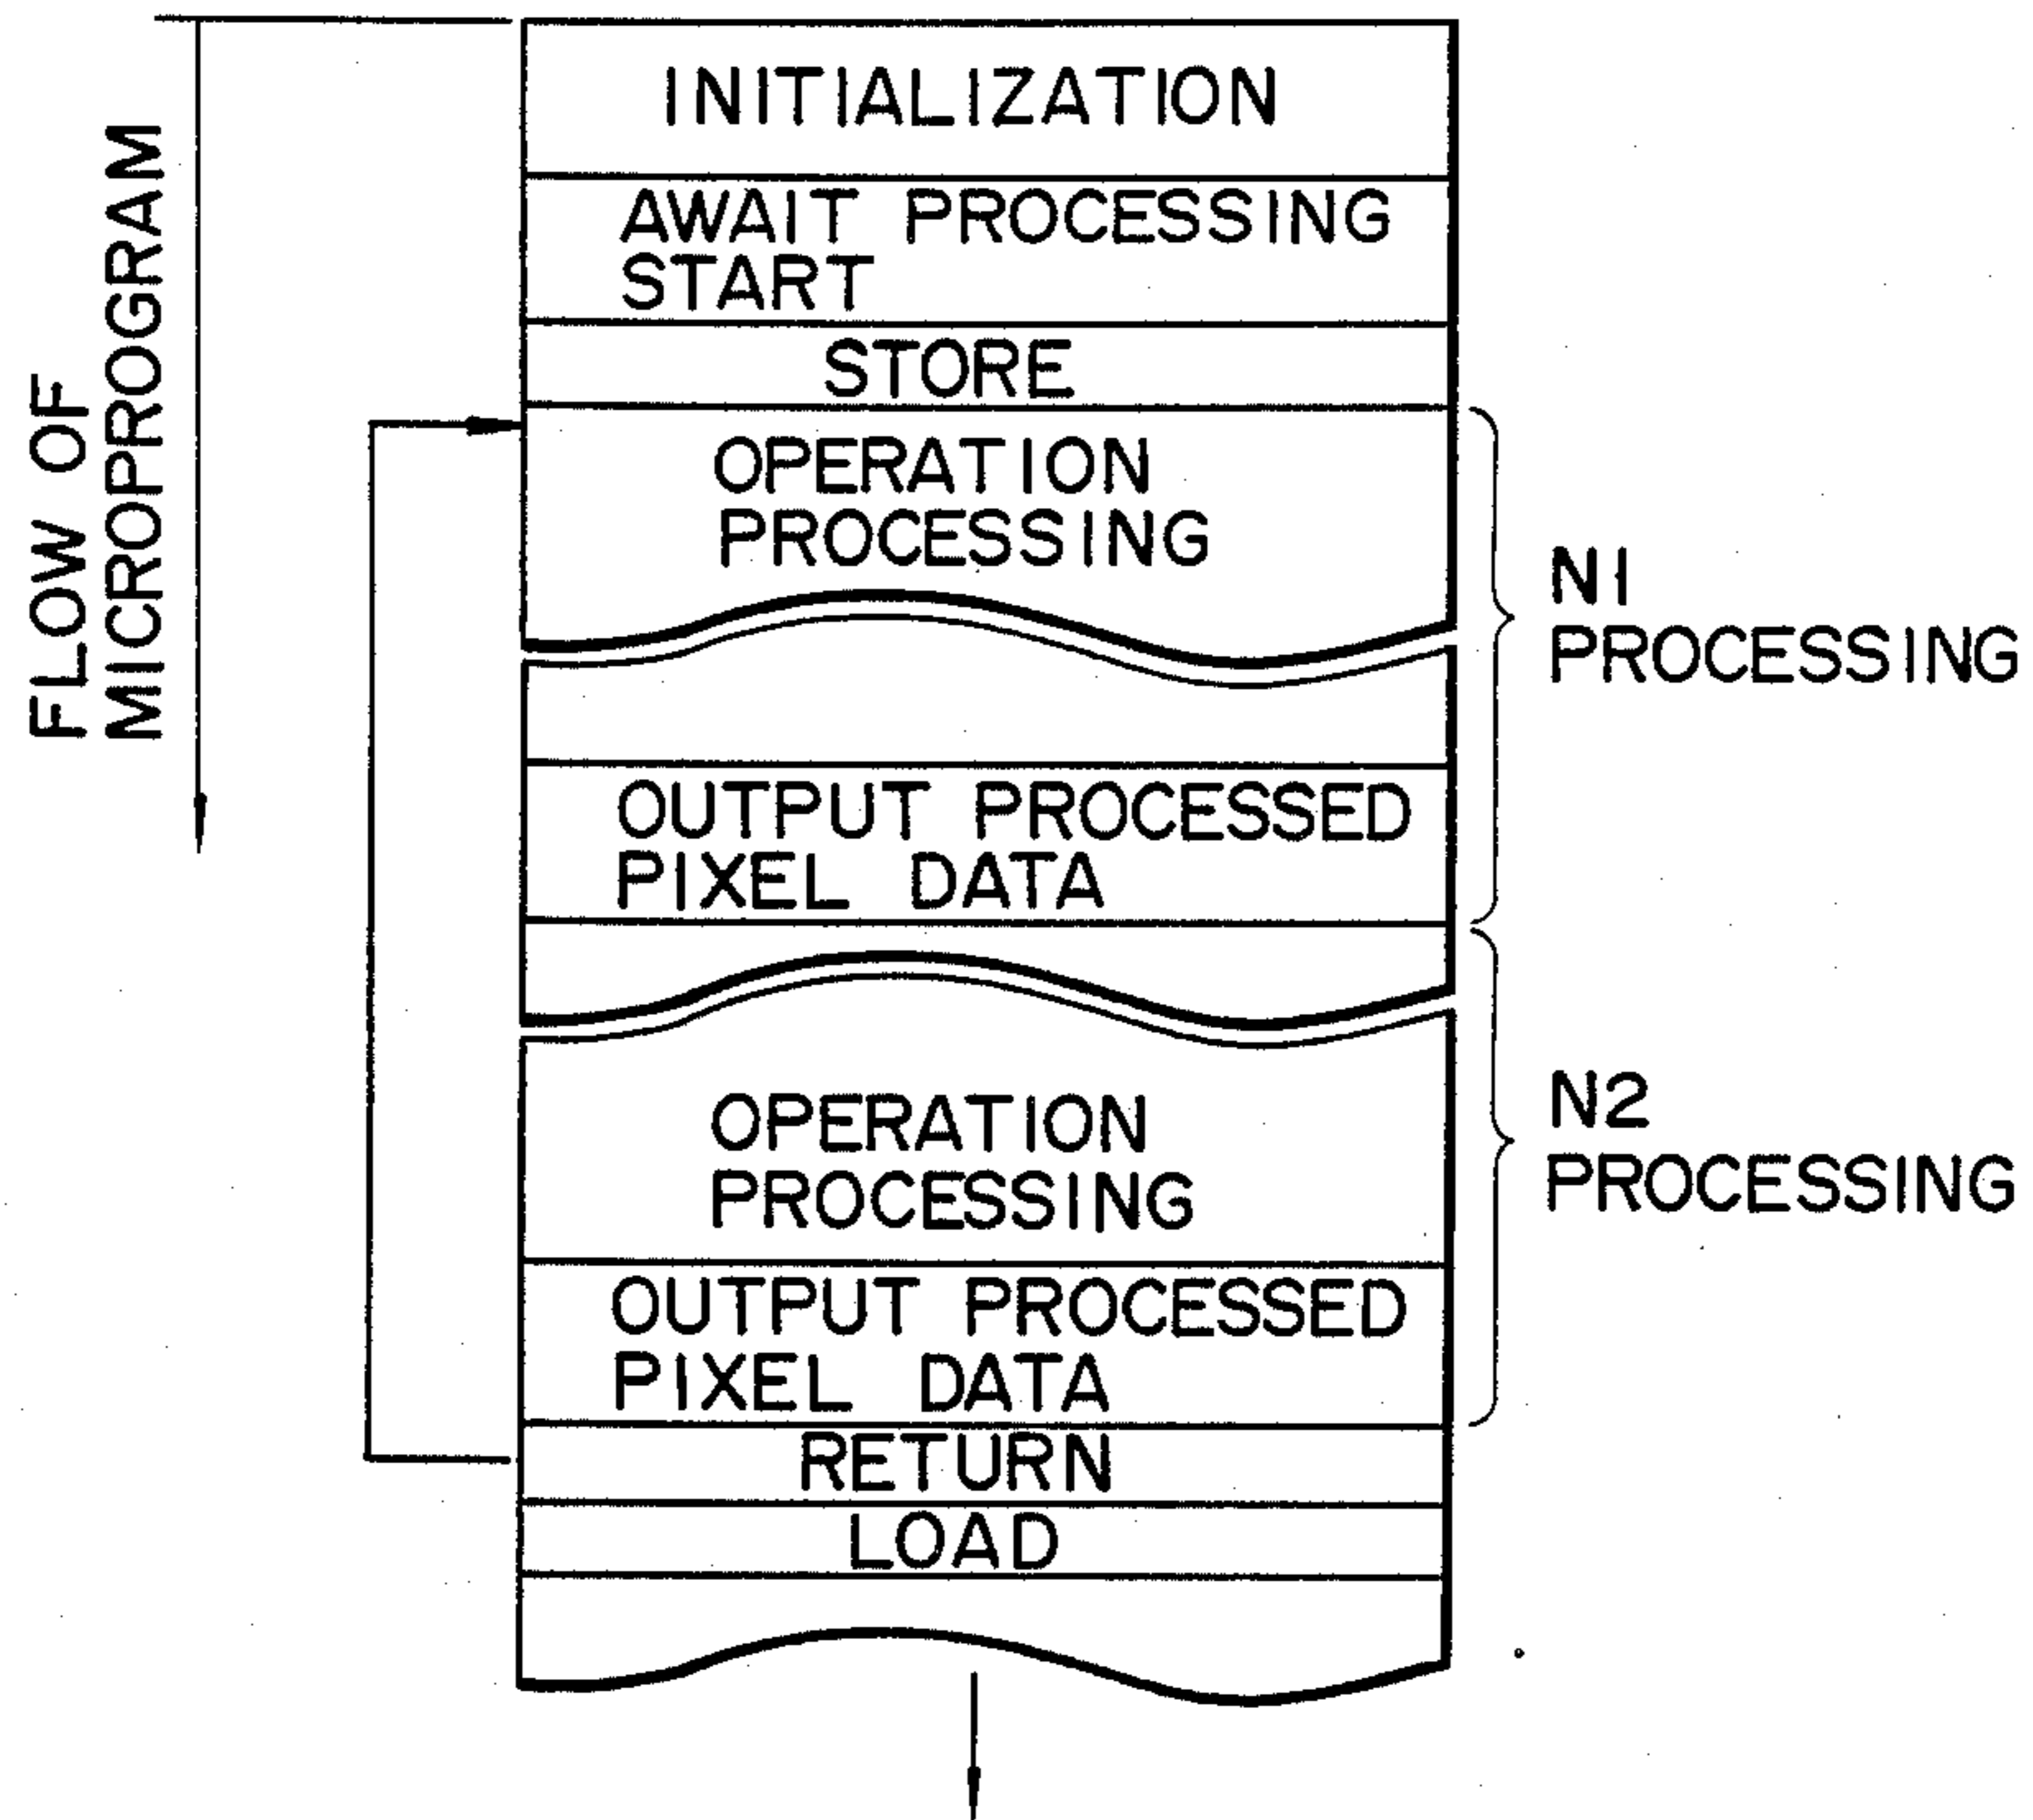 FLOW OF
MICROPROGRAM
INITIALIZATION
AWAIT PROCESSING
START
STORE
OPERATION
PROCESSING
N1
PROCESSING
OUTPUT PROCESSED
PIXEL DATA
OPERATION
PROCESSING
N2
PROCESSING
OUTPUT PROCESSED
PIXEL DATA
RETURN
LOAD